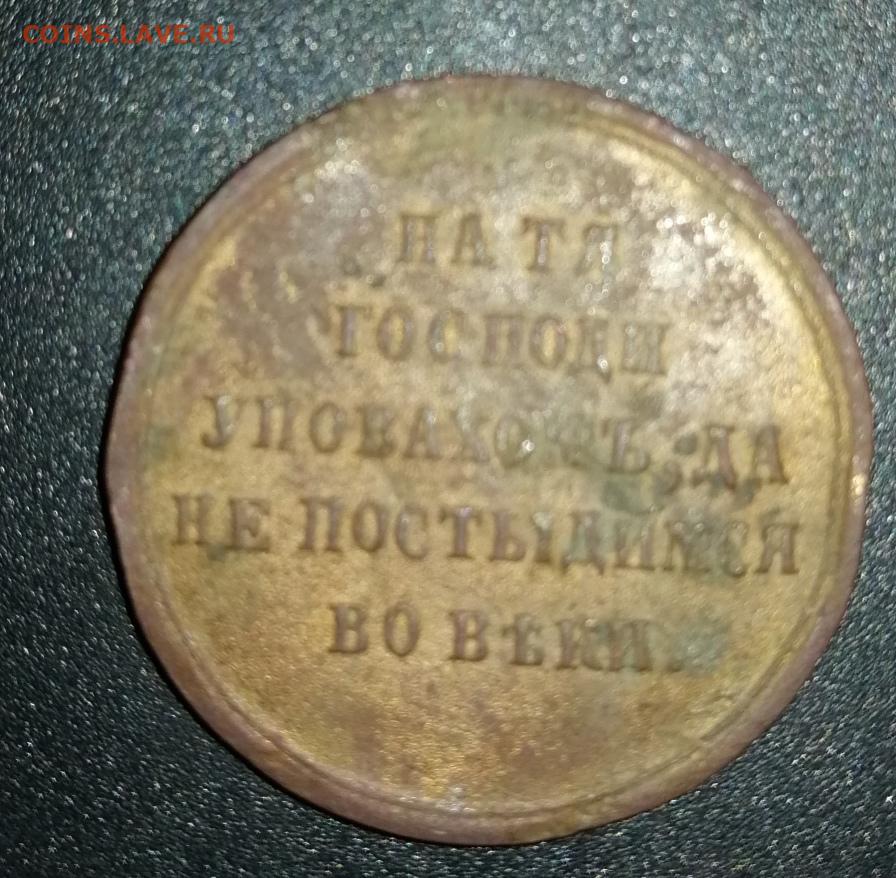 COINS.LAVE.RU
НА ТЯ
ГОСПОДИ
УПОВАХОМЪ, ДА
НЕ ПОСТЫДИМСЯ
ВО ВѢКИ.